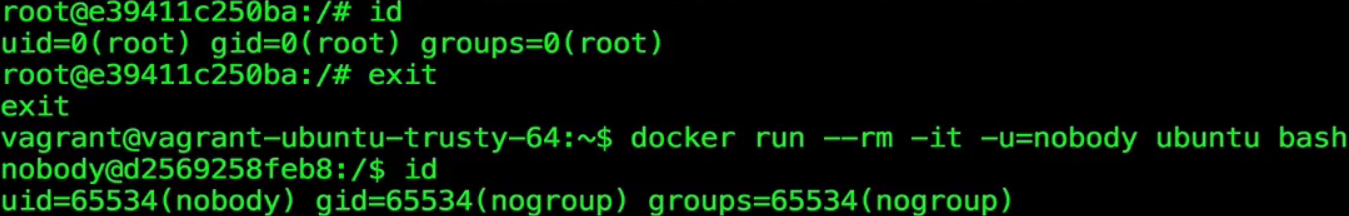 root@e39411c250ba:/# id
uid=0(root) gid=0(root) groups=0(root)
root@e39411c250ba:/# exit
exit
vagrant@vagrant-ubuntu-trusty-64:~$ docker run --rm -it -u=nobody ubuntu bash
nobody@d2569258feb8:/$ id
uid=65534(nobody) gid=65534(nogroup) groups=65534(nogroup)